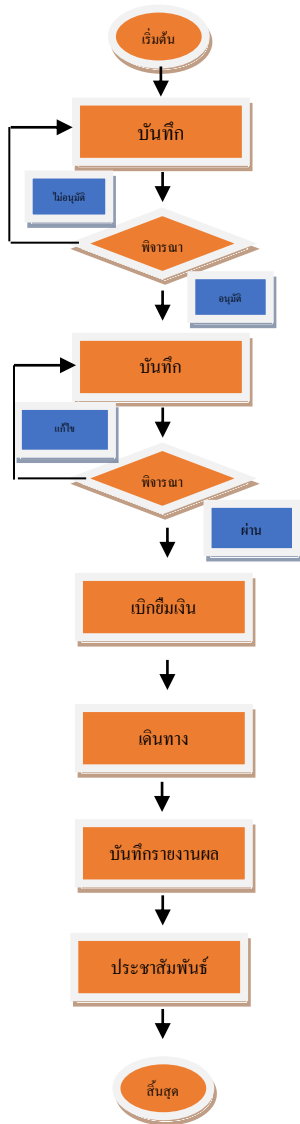 เริ่มต้น
บันทึก
ไม่อนุมัติ
พิจารณา
อนุมัติ
บันทึก
แก้ไข
พิจารณา
ผ่าน
เบิกยืมเงิน
เดินทาง
บันทึกรายงานผล
ประชาสัมพันธ์
สิ้นสุด